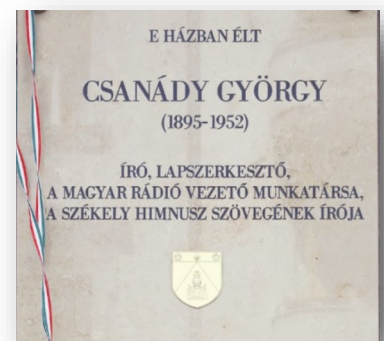 E HÁZBAN ÉLT
CSANÁDY GYÖRGY
(1895-1952)
ÍRÓ, LAPSZERKESZTŐ,
A MAGYAR RÁDIÓ VEZETŐ MUNKATÁRSA,
A SZÉKELY HIMNUSZ SZÖVEGÉNEK ÍRÓJA